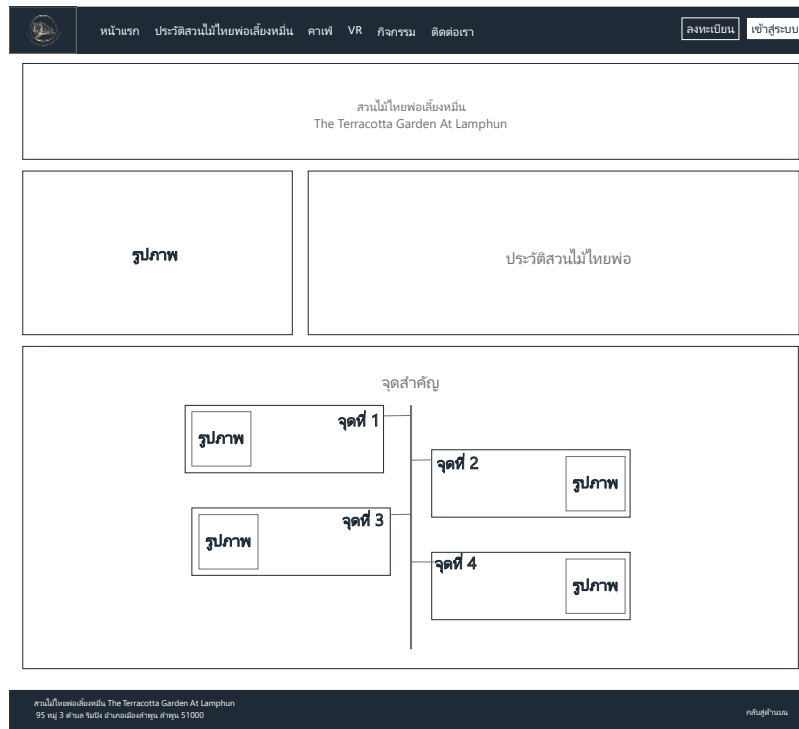 หน้าแรก ประวัติสวนไม้ไทยพ่อเลี้ยงหมื่น คาเฟ่ VR กิจกรรม ติดต่อเรา ลงทะเบียน เข้าสู่ระบบ
สวนไม้ไทยพ่อเลี้ยงหมื่น
The Terracotta Garden At Lamphun
รูปภาพ
ประวัติสวนไม้ไทยพ่อ
จุดสำคัญ
จุดที่ 1
รูปภาพ
จุดที่ 2
รูปภาพ
จุดที่ 3
รูปภาพ
จุดที่ 4
รูปภาพ
สวนไม้ไทยพ่อเลี้ยงหมื่น The Terracotta Garden At Lamphun
95 หมู่ 3 ตำบล ริมปิง อำเภอเมืองลำพูน ลำพูน 51000
กลับสู่ด้านบน